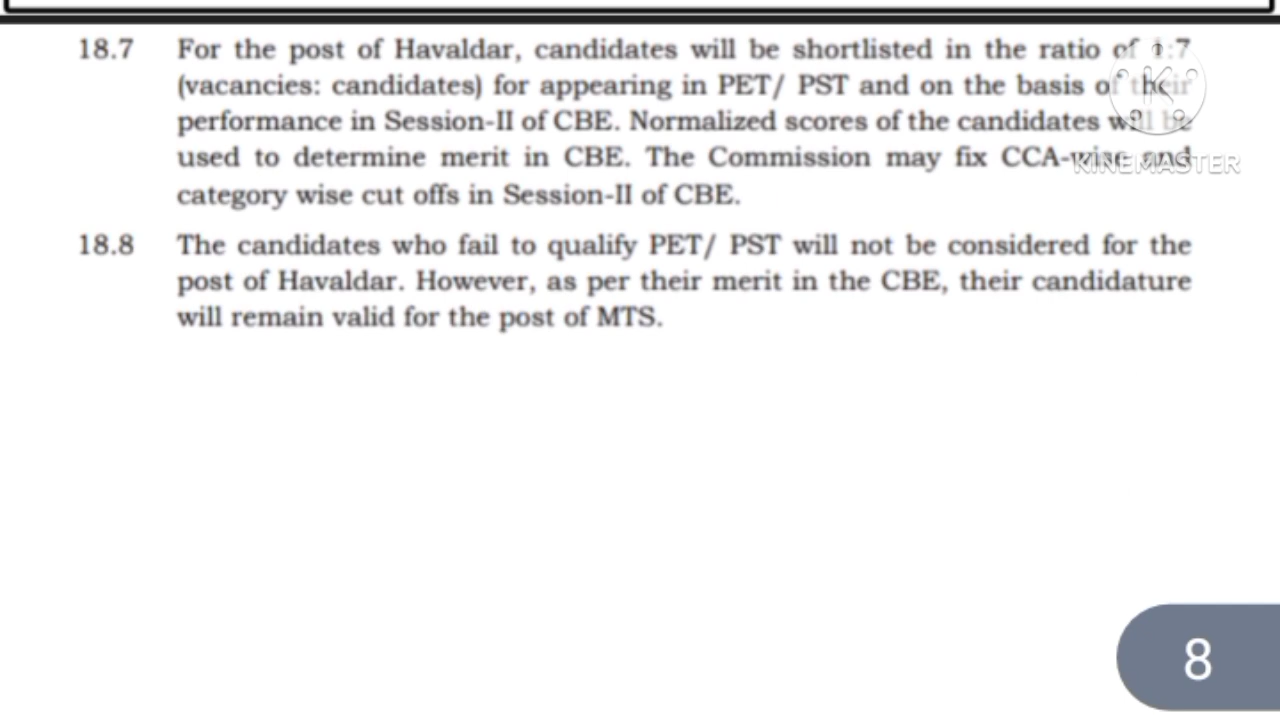 18.7 For the post of Havaldar, candidates will be shortlisted in the ratio of 1:7
(vacancies: candidates) for appearing in PET/ PST and on the basis of their
performance in Session-II of CBE. Normalized scores of the candidates will be
used to determine merit in CBE. The Commission may fix CCA-wise and
category wise cut offs in Session-II of CBE.
18.8 The candidates who fail to qualify PET/ PST will not be considered for the
post of Havaldar. However, as per their merit in the CBE, their candidature
will remain valid for the post of MTS.
K
KINEMASTER
8